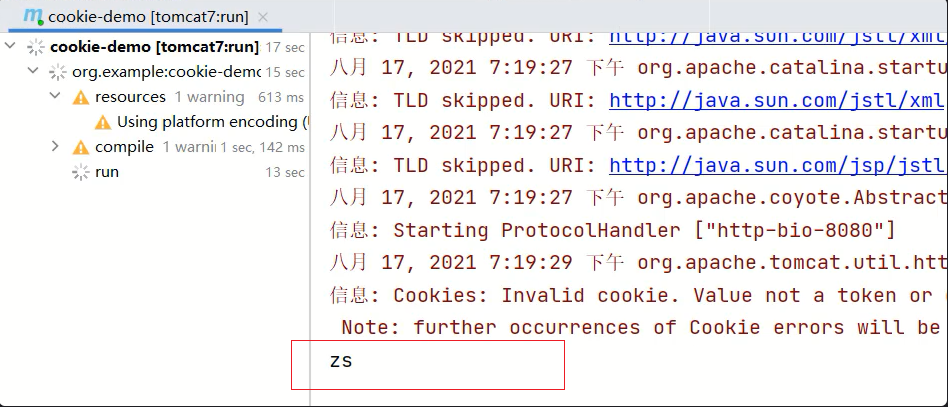 cookie-demo [tomcat7:run]
cookie-demo [tomcat7:run] 17 sec
org.example:cookie-demo 15 sec
resources 1 warning 613 ms
Using platform encoding (
compile 1 warni 1 sec, 142 ms
run 13 sec
信息: TLD skipped. URI: http://java.sun.com/jstl/xml
八月 17, 2021 7:19:27 下午 org.apache.catalina.startu
信息: TLD skipped. URI: http://java.sun.com/jstl/xml
八月 17, 2021 7:19:27 下午 org.apache.catalina.startu
信息: TLD skipped. URI: http://java.sun.com/jsp/jstl
八月 17, 2021 7:19:27 下午 org.apache.coyote.Abstract
信息: Starting ProtocolHandler ["http-bio-8080"]
八月 17, 2021 7:19:29 下午 org.apache.tomcat.util.htt
信息: Cookies: Invalid cookie. Value not a token or
Note: further occurrences of Cookie errors will be
zs